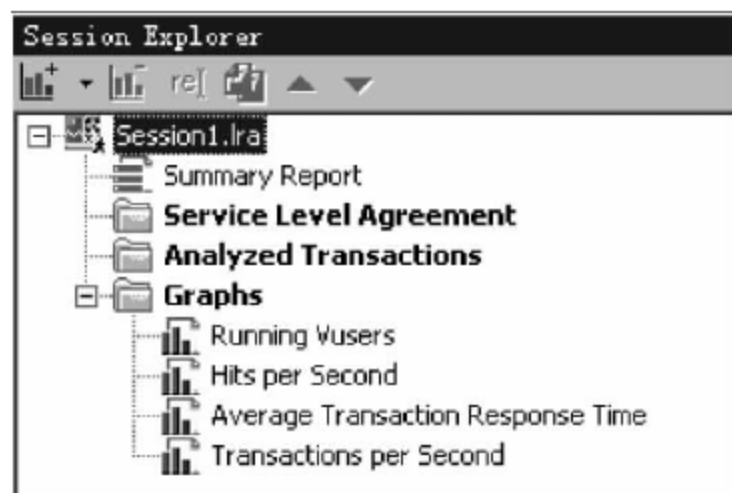 Session Explorer
Session1.lra
Summary Report
Service Level Agreement
Analyzed Transactions
Graphs
Running Vusers
Hits per Second
Average Transaction Response Time
Transactions per Second